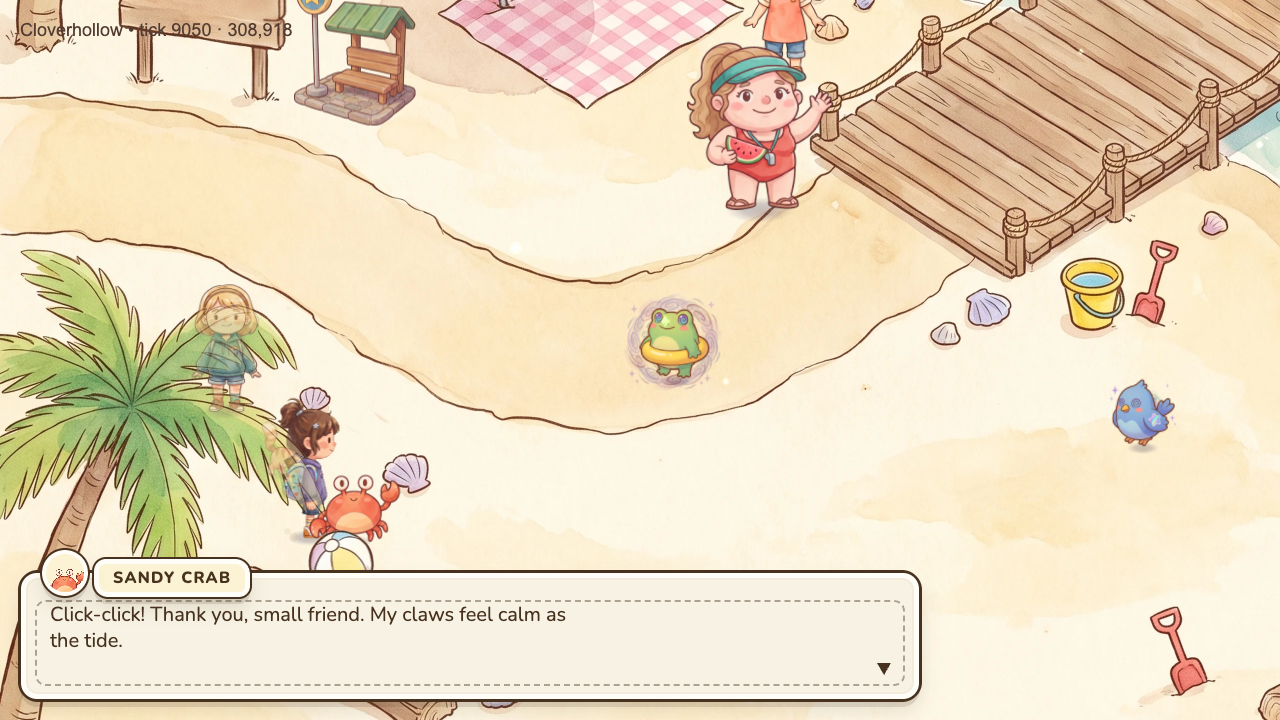 Cloverhollow • tick 9050 · 308,918
SANDY CRAB
Click-click! Thank you, small friend. My claws feel calm as
the tide.